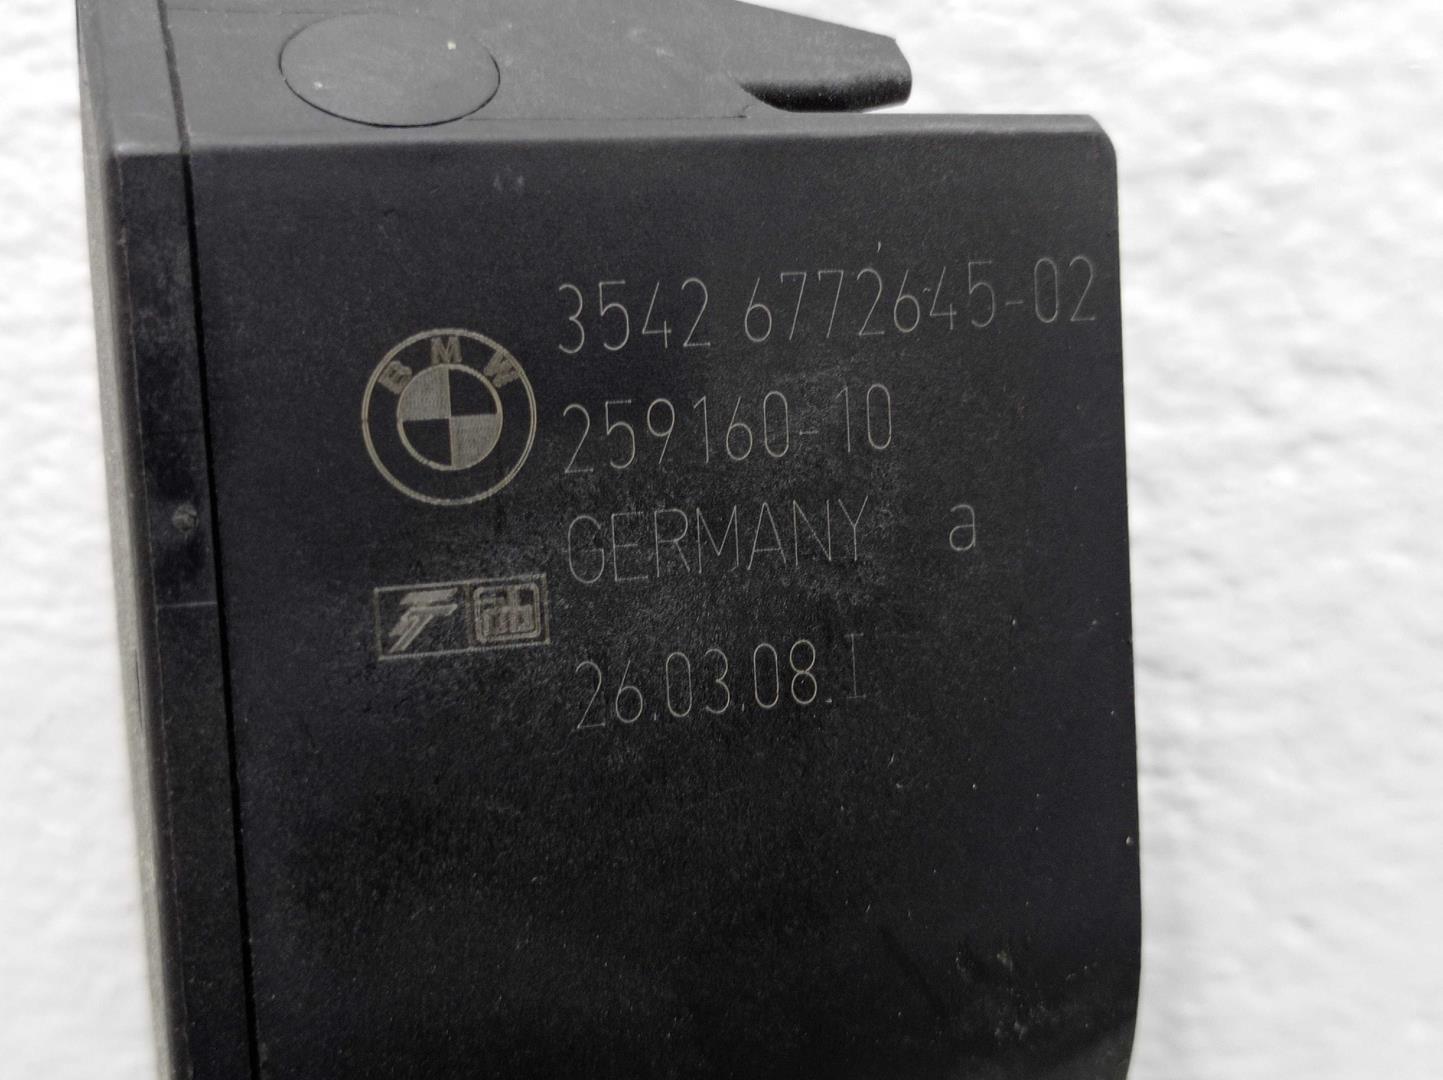 3542 6772645-02
BMW
259160-10
GERMANY a
26.03.08.I